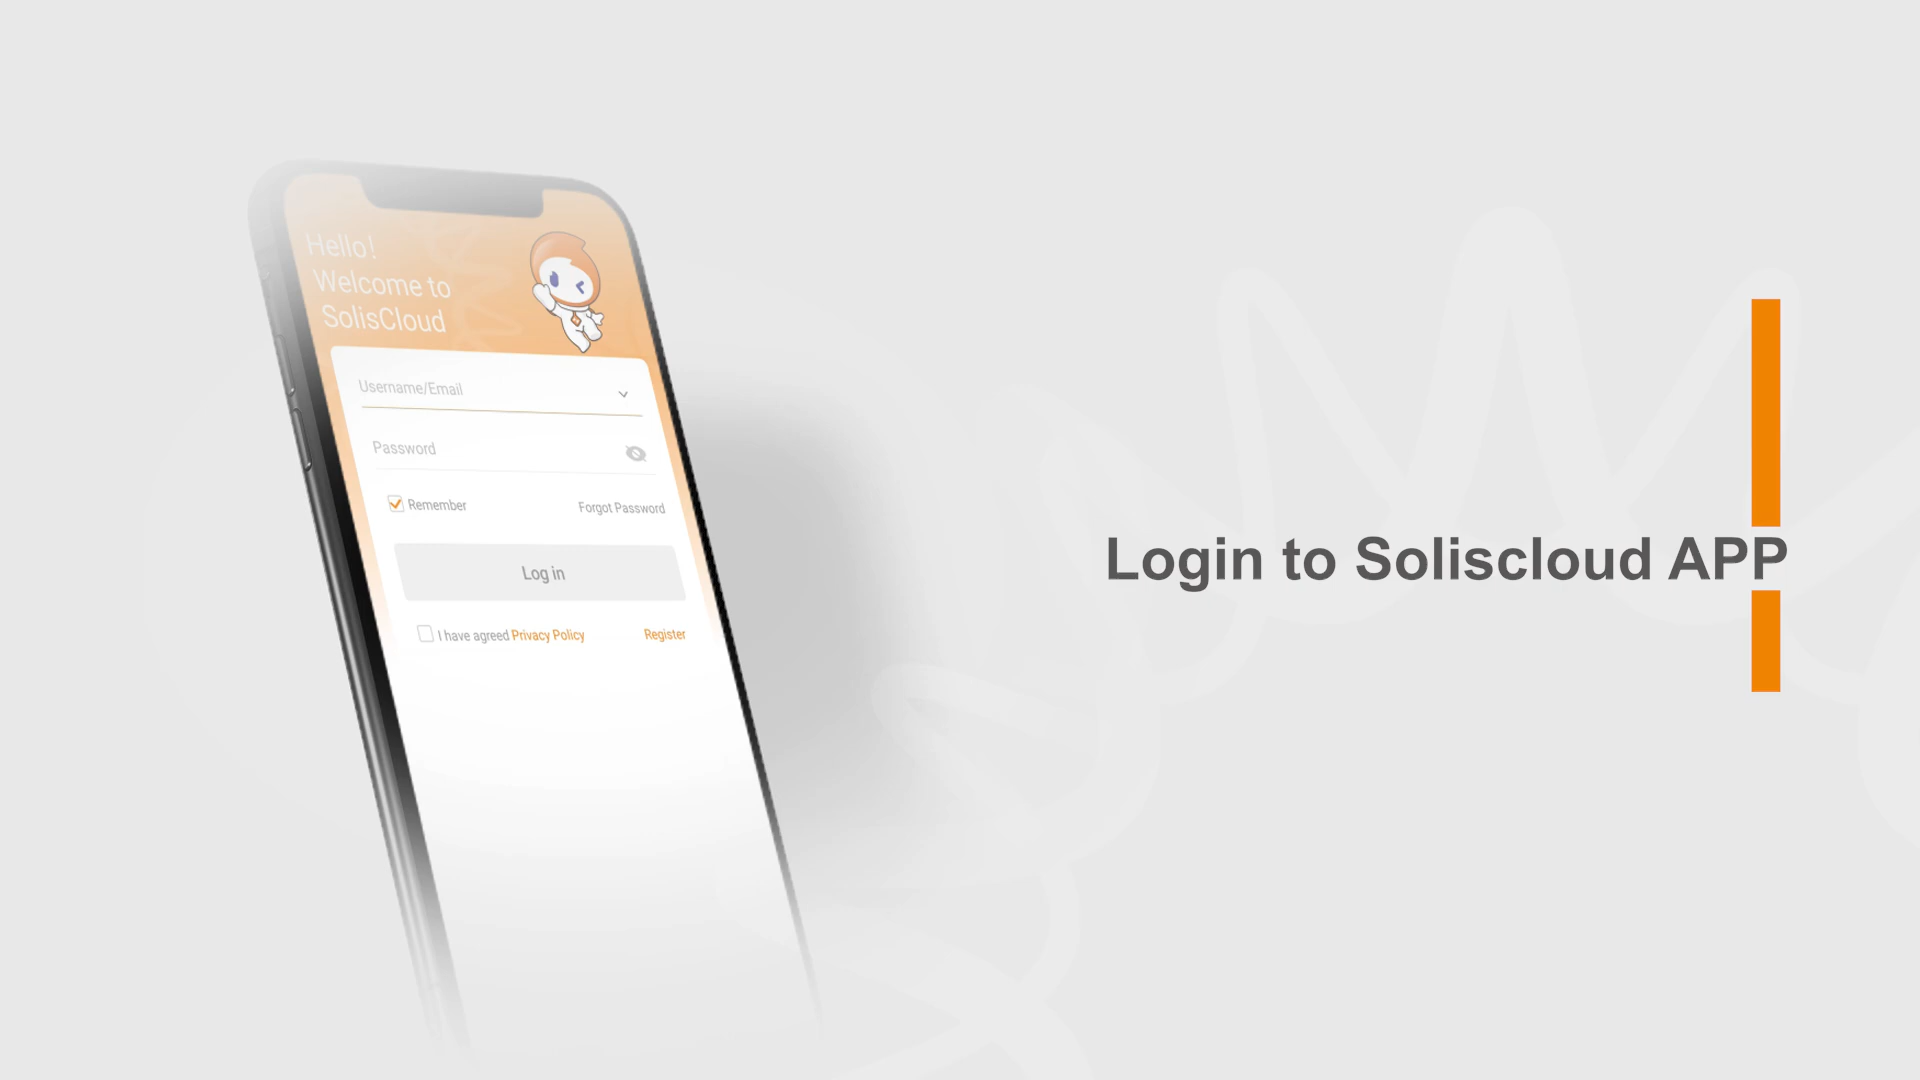 Hello!
Welcome to
SolisCloud
Username/Email
Password
Remember
Forgot Password
Log in
I have agreed Privacy Policy
Register
Login to Soliscloud APP